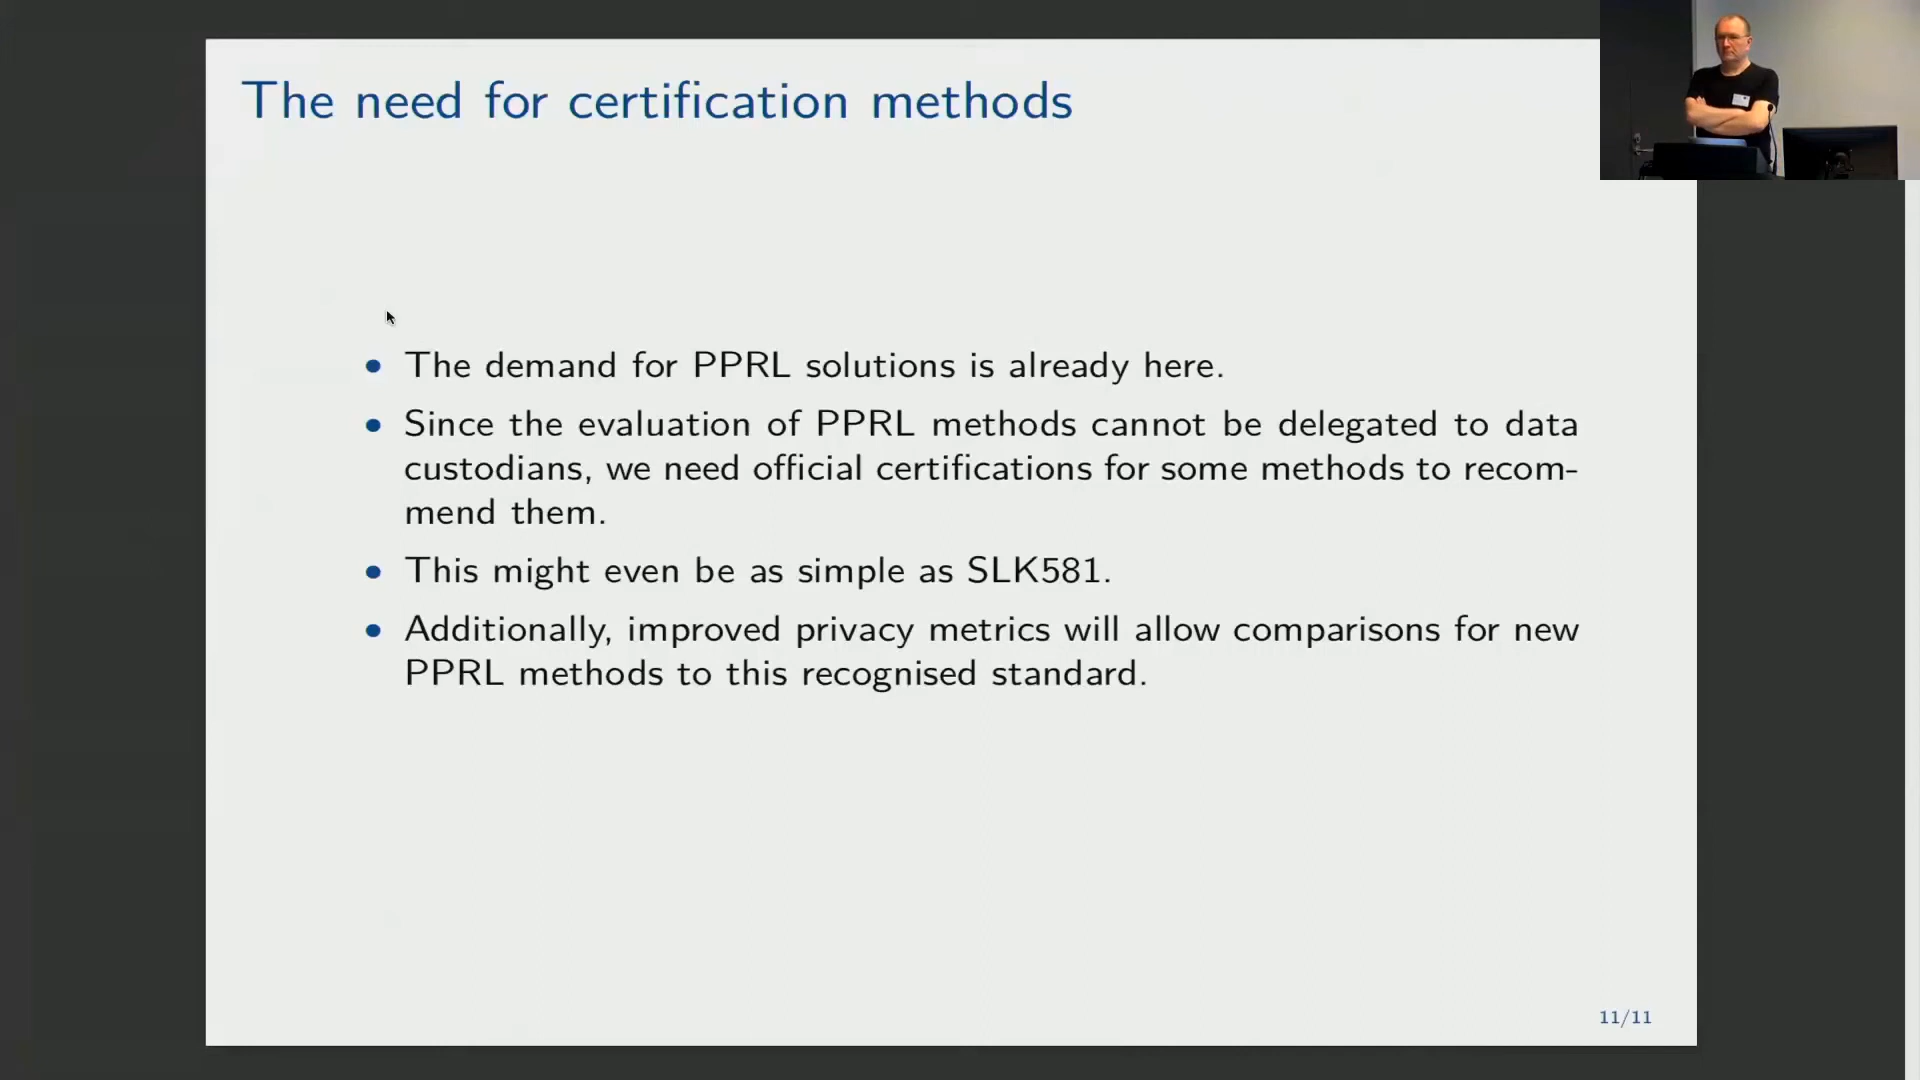 The need for certification methods
The demand for PPRL solutions is already here.
Since the evaluation of PPRL methods cannot be delegated to data
custodians, we need official certifications for some methods to recom-
mend them.
This might even be as simple as SLK581.
Additionally, improved privacy metrics will allow comparisons for new
PPRL methods to this recognised standard.
11/11